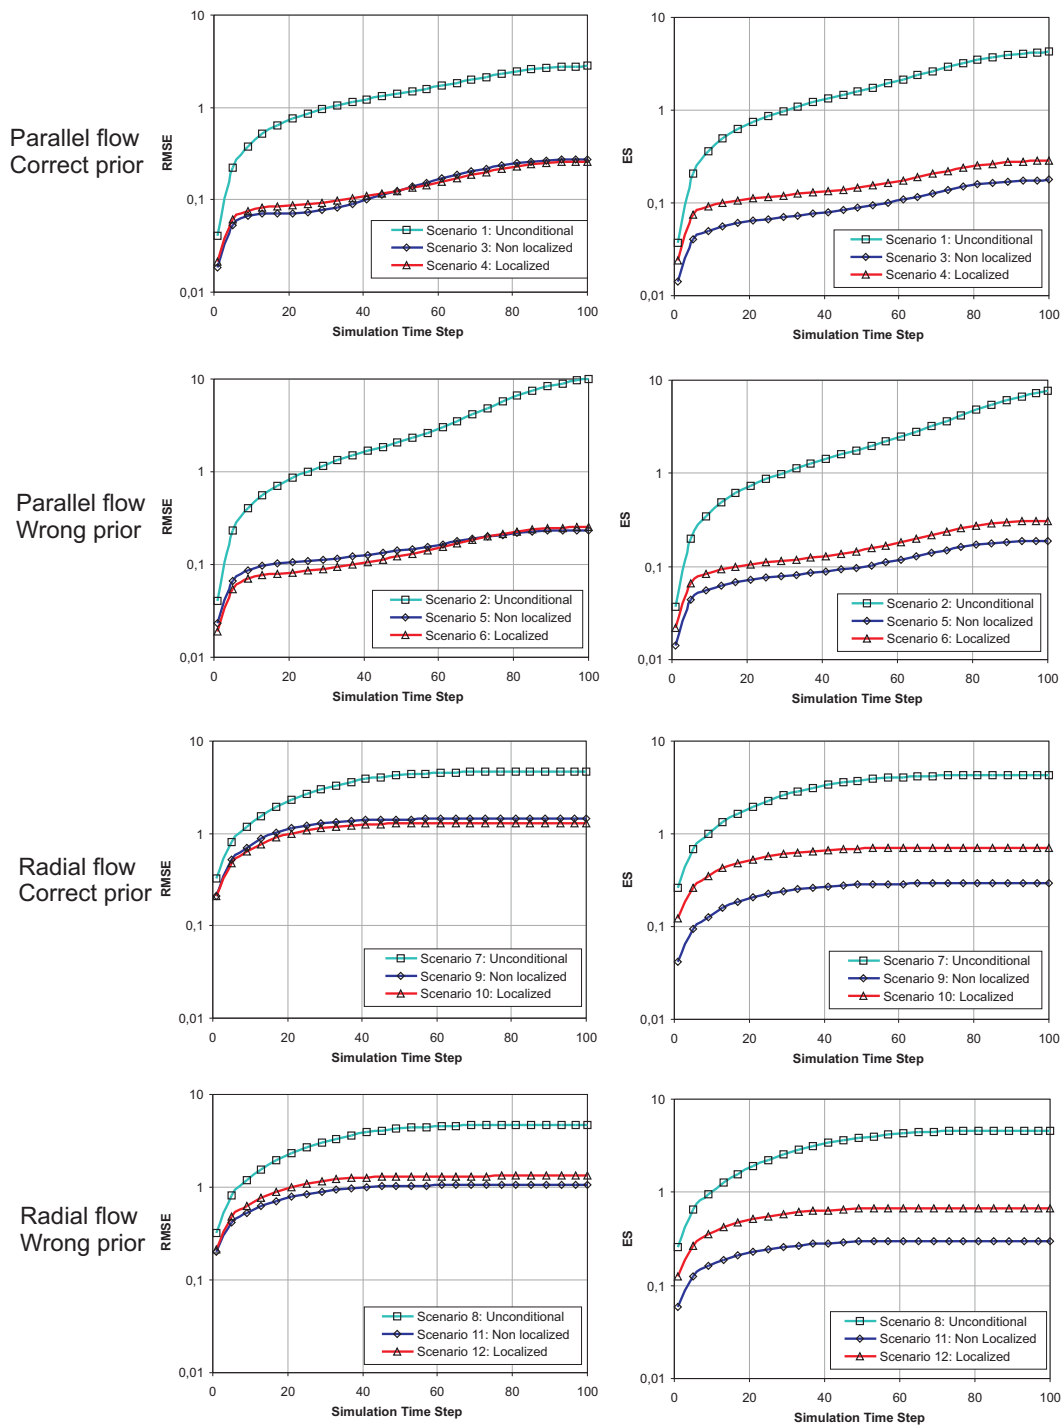 Parallel flow
Correct prior
10
1
0,1
0,01
RMSE
0
20
40
60
80
100
Simulation Time Step
Scenario 1: Unconditional
Scenario 3: Non localized
Scenario 4: Localized
10
1
0,1
0,01
ES
0
20
40
60
80
100
Simulation Time Step
Scenario 1: Unconditional
Scenario 3: Non localized
Scenario 4: Localized
Parallel flow
Wrong prior
10
1
0,1
0,01
RMSE
0
20
40
60
80
100
Simulation Time Step
Scenario 2: Unconditional
Scenario 5: Non localized
Scenario 6: Localized
10
1
0,1
0,01
ES
0
20
40
60
80
100
Simulation Time Step
Scenario 2: Unconditional
Scenario 5: Non localized
Scenario 6: Localized
Radial flow
Correct prior
10
1
0,1
0,01
RMSE
0
20
40
60
80
100
Simulation Time Step
Scenario 7: Unconditional
Scenario 9: Non localized
Scenario 10: Localized
10
1
0,1
0,01
ES
0
20
40
60
80
100
Simulation Time Step
Scenario 7: Unconditional
Scenario 9: Non localized
Scenario 10: Localized
Radial flow
Wrong prior
10
1
0,1
0,01
RMSE
0
20
40
60
80
100
Simulation Time Step
Scenario 8: Unconditional
Scenario 11: Non localized
Scenario 12: Localized
10
1
0,1
0,01
ES
0
20
40
60
80
100
Simulation Time Step
Scenario 8: Unconditional
Scenario 11: Non Localized
Scenario 12: Localized